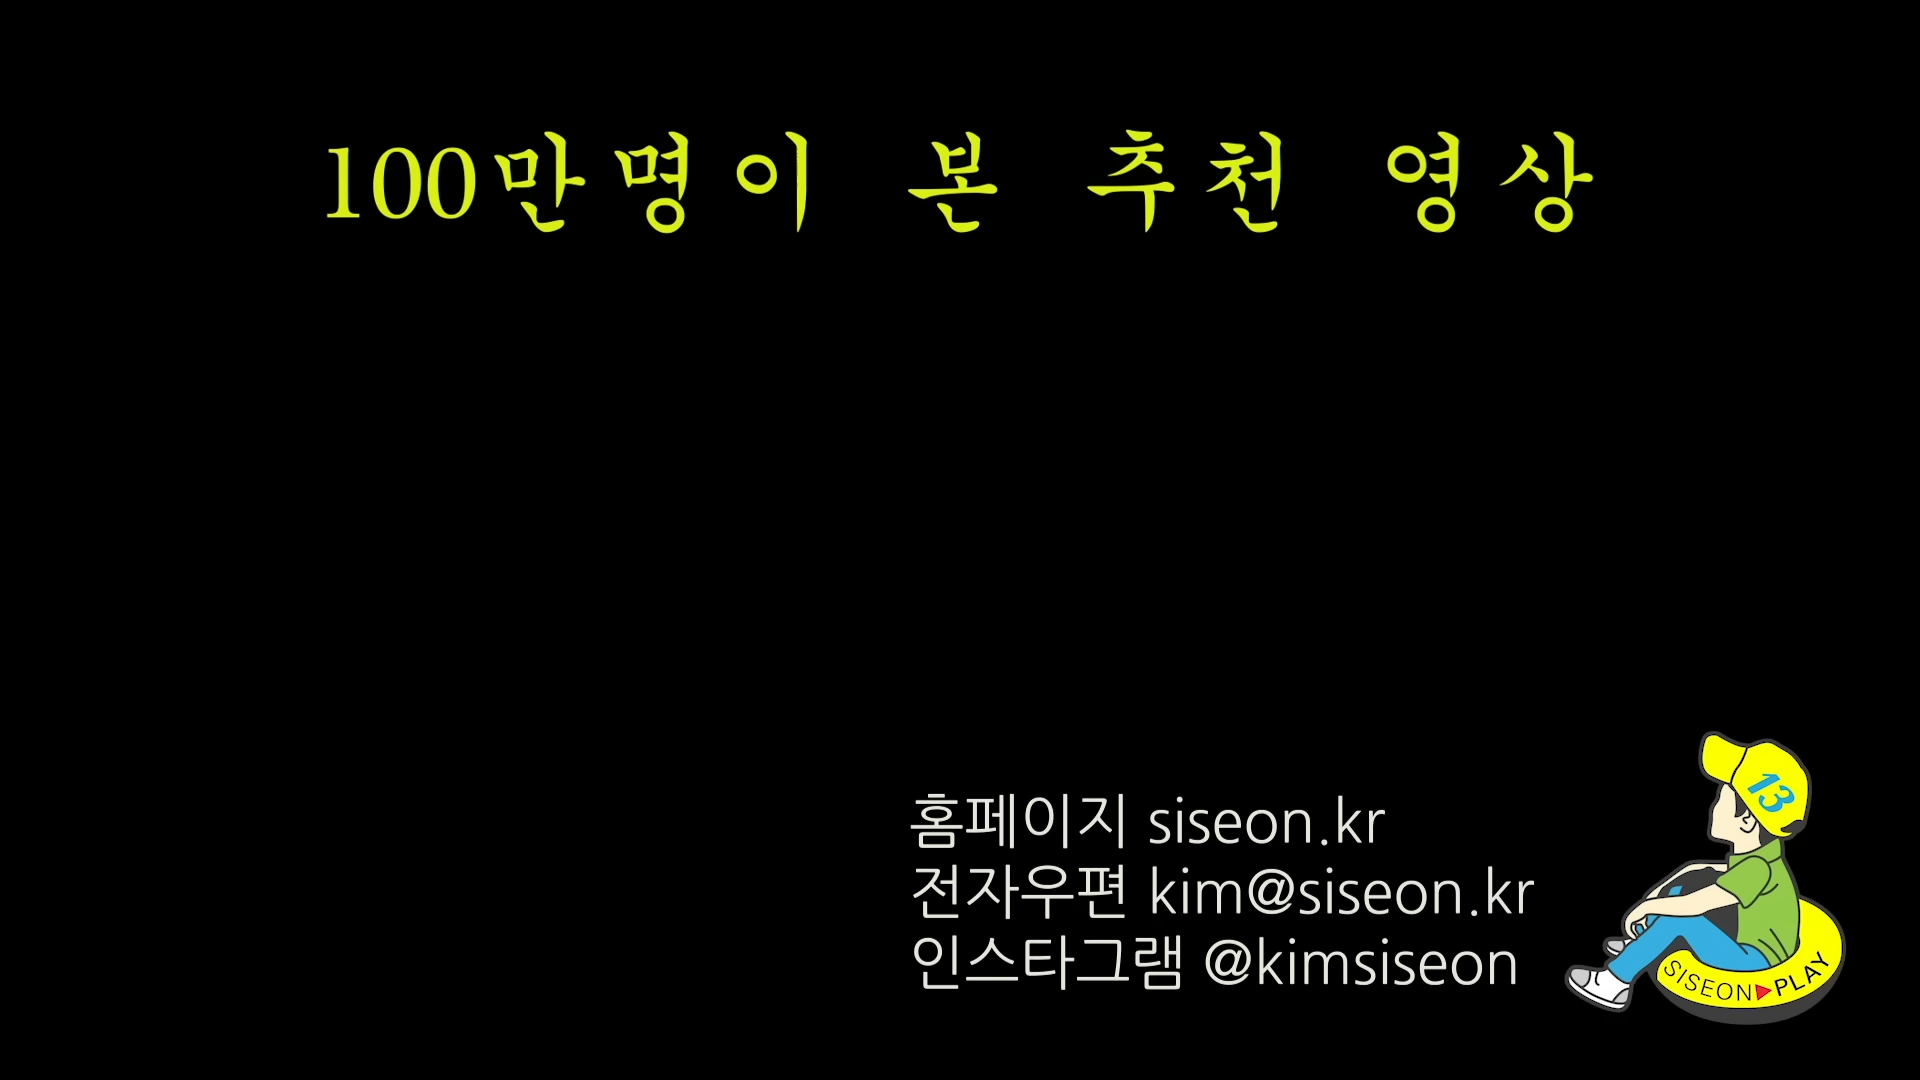 100만명이 본 추천 영상
홈페이지 siseon.kr
전자우편 kim@siseon.kr
인스타그램 @kimsiseon
13
SISEON▶PLAY